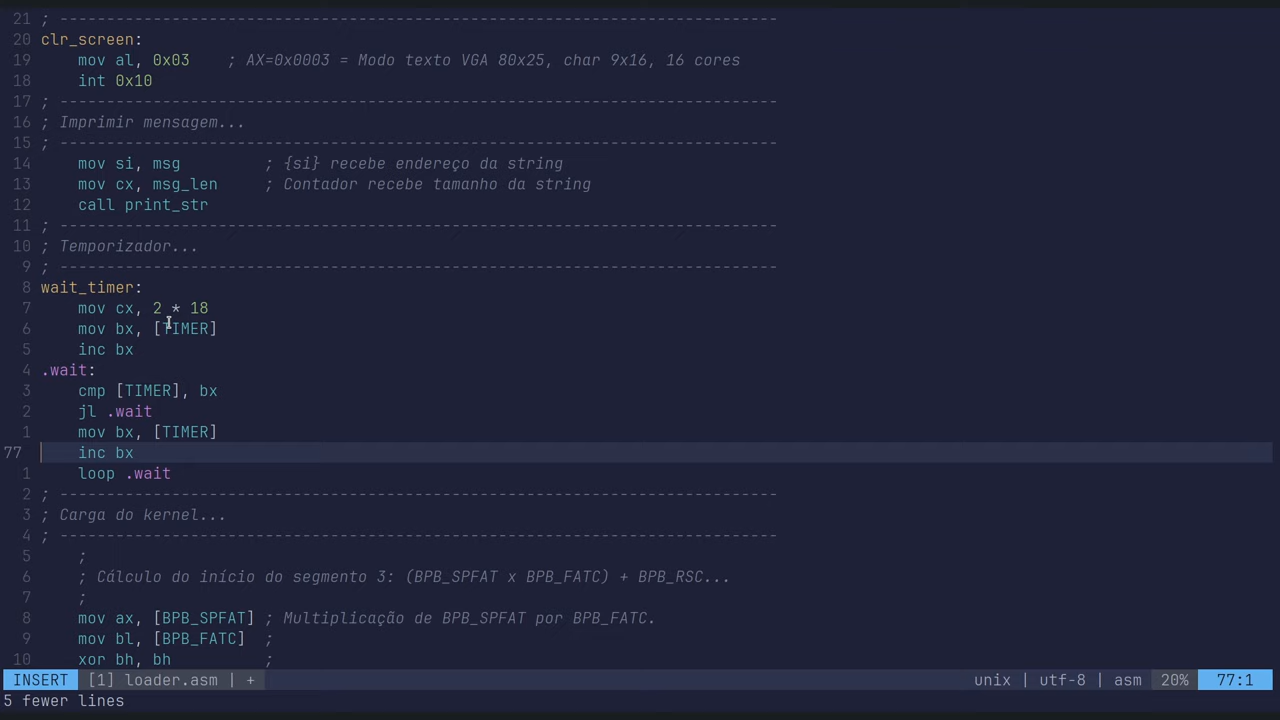 21 ; -----------------------------------------------------------------------------
20 clr_screen:
19     mov al, 0x03    ; AX=0x0003 = Modo texto VGA 80x25, char 9x16, 16 cores
18     int 0x10
17 ; -----------------------------------------------------------------------------
16 ; Imprimir mensagem...
15 ; -----------------------------------------------------------------------------
14     mov si, msg         ; {si} recebe endereço da string
13     mov cx, msg_len     ; Contador recebe tamanho da string
12     call print_str
11 ; -----------------------------------------------------------------------------
10 ; Temporizador...
9 ; -----------------------------------------------------------------------------
8 wait_timer:
7     mov cx, 2 * 18
6     mov bx, [TIMER]
5     inc bx
4 .wait:
3     cmp [TIMER], bx
2     jl .wait
1     mov bx, [TIMER]
77     inc bx
1     loop .wait
2 ; -----------------------------------------------------------------------------
3 ; Carga do kernel...
4 ; -----------------------------------------------------------------------------
5     ;
6     ; Cálculo do início do segmento 3: (BPB_SPFAT x BPB_FATC) + BPB_RSC...
7     ;
8     mov ax, [BPB_SPFAT] ; Multiplicação de BPB_SPFAT por BPB_FATC.
9     mov bl, [BPB_FATC]  ;
10     xor bh, bh          ;
INSERT [1] loader.asm | + unix | utf-8 | asm 20% 77:1
5 fewer lines